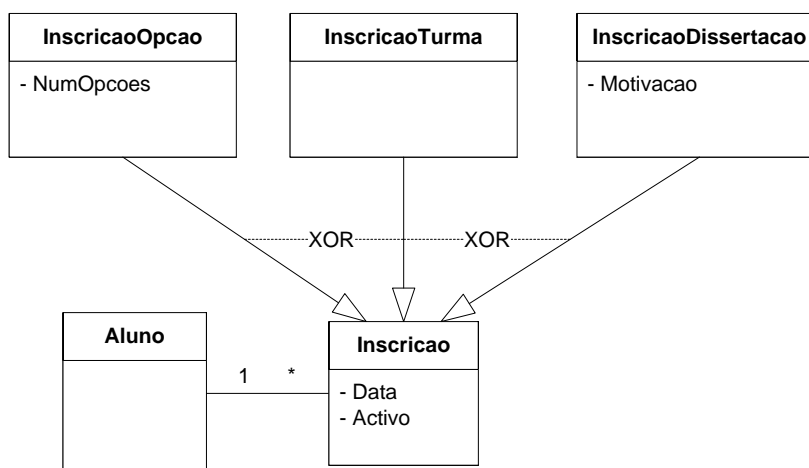 InscricaoOpcao
- NumOpcoes
InscricaoTurma
InscricaoDissertacao
- Motivacao
XOR
XOR
Aluno
1
*
Inscricao
- Data
- Activo